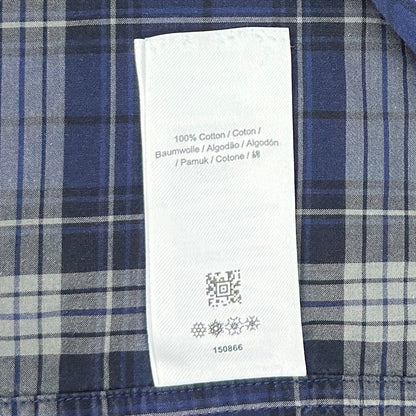 100% Cotton / Coton /
Baumwolle / Algodão / Algodón
/ Pamuk / Cotone / 綿
150866